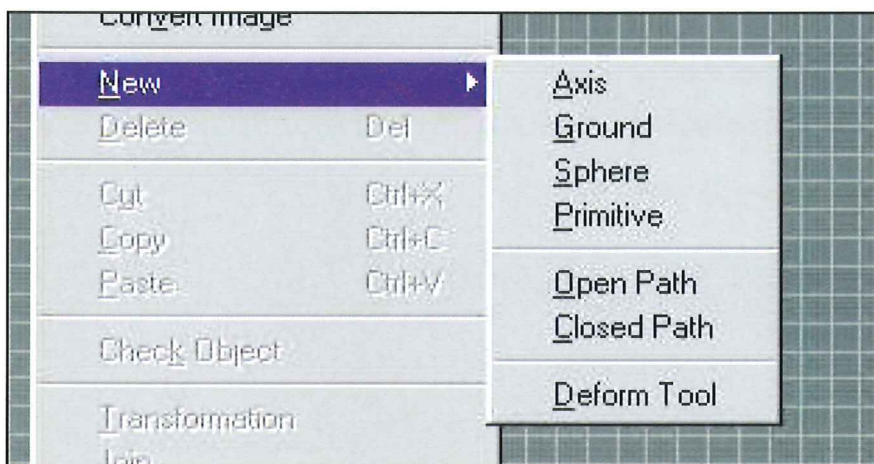 Convert Image
New
Delete Del
Cut Ctrl+X
Copy Ctrl+C
Paste Ctrl+V
Check Object
Transformation
Join
Axis
Ground
Sphere
Primitive
Open Path
Closed Path
Deform Tool